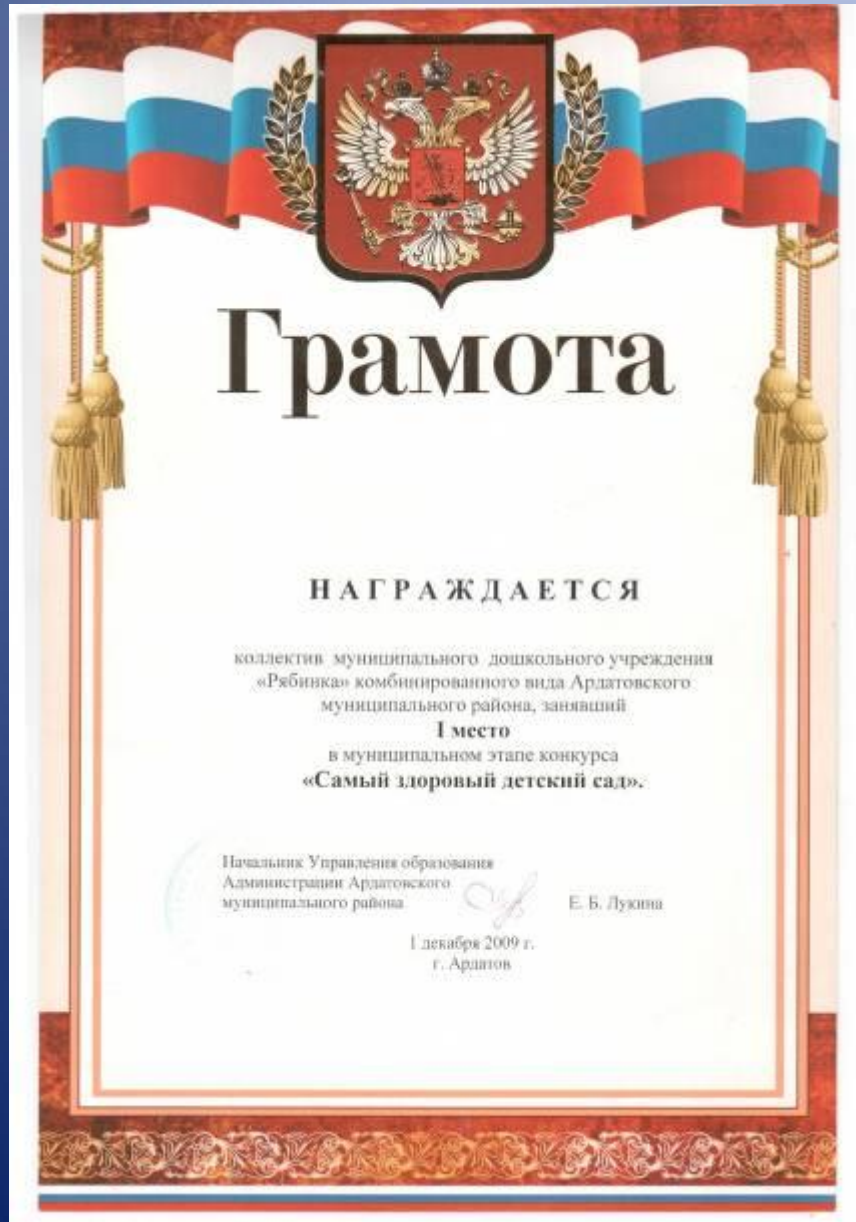 Грамота
НАГРАЖДАЕТСЯ
коллектив муниципального дошкольного учреждения
«Рябинка» комбинированного вида Ардатовского
муниципального района, занявший
I место
в муниципальном этапе конкурса
«Самый здоровый детский сад».
Начальник Управления образования
Администрации Ардатовского
муниципального района Е. Б. Лукина
1 декабря 2009 г.
г. Ардатов